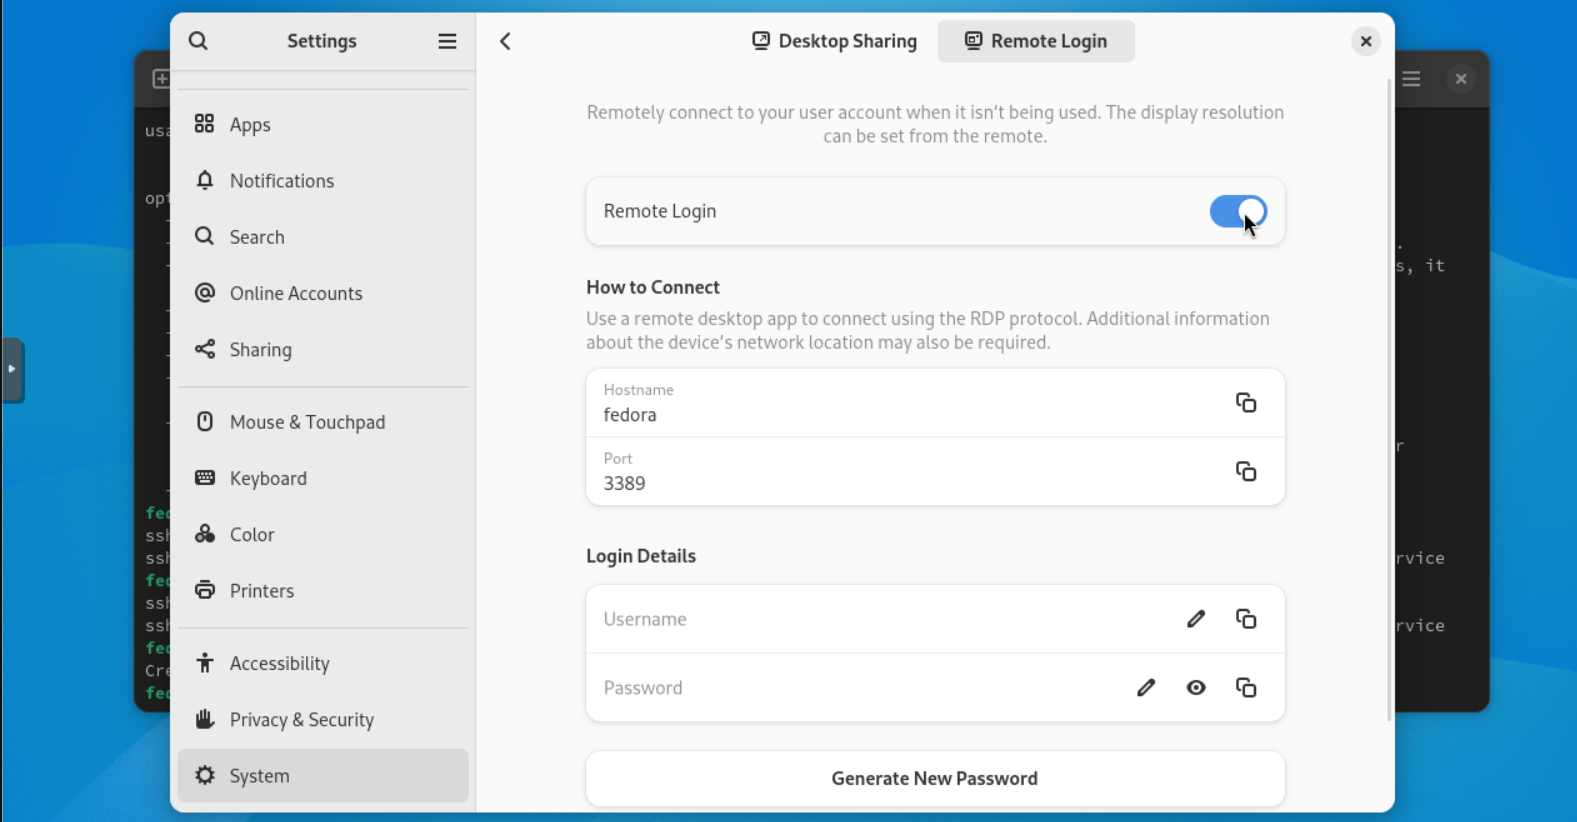 Settings
Desktop Sharing
Remote Login
Apps
Notifications
Search
Online Accounts
Sharing
Mouse & Touchpad
Keyboard
Color
Printers
Accessibility
Privacy & Security
System
Remotely connect to your user account when it isn't being used. The display resolution
can be set from the remote.
Remote Login
How to Connect
Use a remote desktop app to connect using the RDP protocol. Additional information
about the device's network location may also be required.
Hostname
fedora
Port
3389
Login Details
Username
Password
Generate New Password
usa
opt
fed
ssh
ssh
fed
ssh
ssh
fed
Cre
fed
s, it
r
rvice
rvice